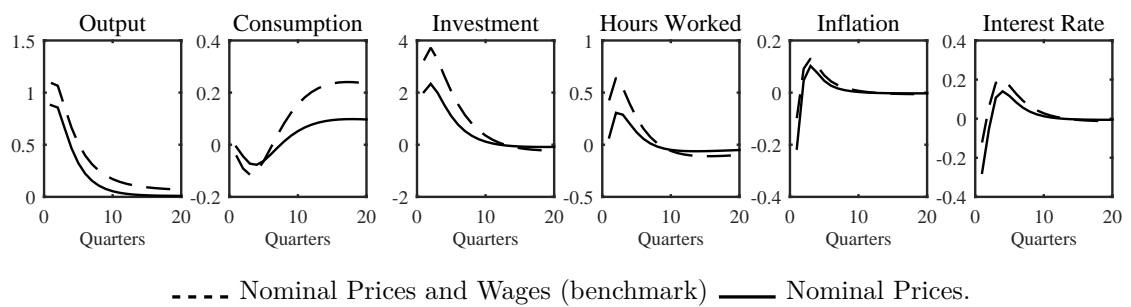 Output Consumption Investment Hours Worked Inflation Interest Rate
1.5 0.4 4 1 0.2 0.4
1 0.2 2 0.5 0 0.2
0.5 0 0 0 -0.2 0
0 -0.2 -2 -0.5 -0.4 -0.2
-0.4
0 10 20 0 10 20 0 10 20 0 10 20 0 10 20 0 10 20
Quarters Quarters Quarters Quarters Quarters Quarters
Nominal Prices and Wages (benchmark) Nominal Prices.